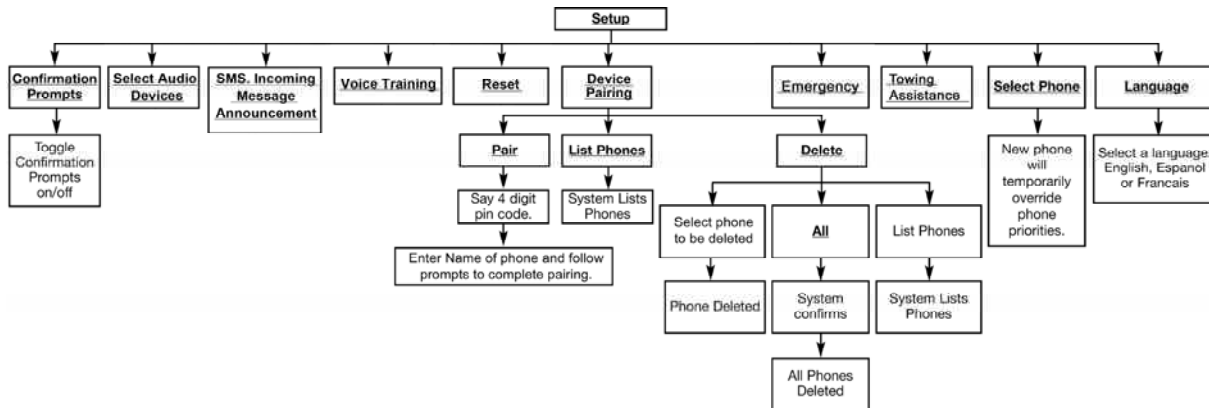 Setup
Confirmation
Prompts
Select Audio
Devices
SMS. Incoming
Message
Announcement
Voice Training
Reset
Device
Pairing
Emergency
Towing
Assistance
Select Phone
Language
Toggle
Confirmation
Prompts
on/off
Pair
List Phones
Delete
New phone
will
temporarily
override
phone
priorities.
Select a language
English, Espanol
or Francais
Say 4 digit
pin code.
System Lists
Phones
Enter Name of phone and follow
prompts to complete pairing.
Select phone
to be deleted
All
List Phones
Phone Deleted
System
confirms
System Lists
Phones
All Phones
Deleted